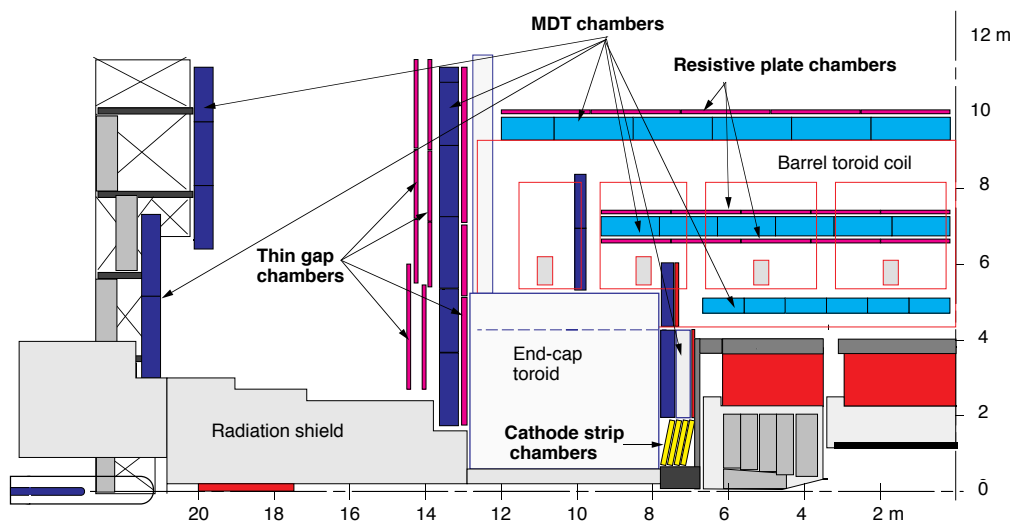 MDT chambers
12 m
Resistive plate chambers
10
Barrel toroid coil
8
Thin gap
chambers
6
End-cap
toroid
4
Radiation shield
Cathode strip
chambers
2
0
20
18
16
14
12
10
8
6
4
2 m